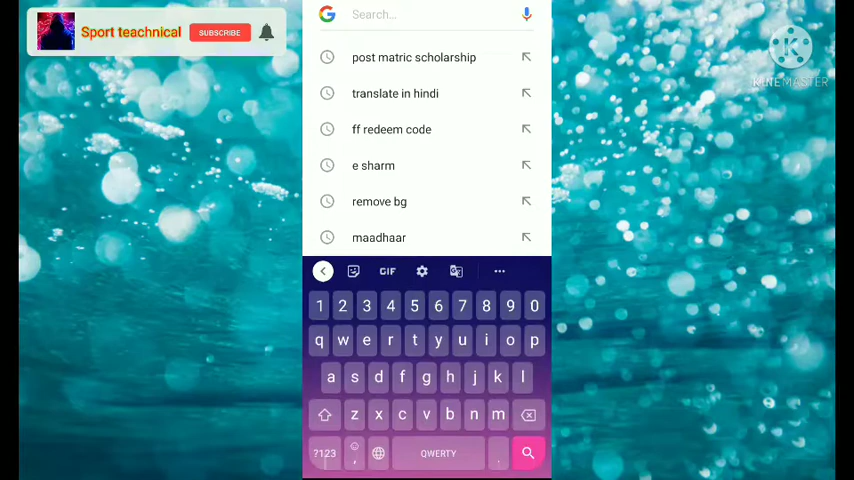 Sport teachnical
SUBSCRIBE
Search...
K
KINEMASTER
post matric scholarship
translate in hindi
ff redeem code
e sharm
remove bg
maadhaar
GIF
1 2 3 4 5 6 7 8 9 0
q w e r t y u i o p
a s d f g h j k l
z x c v b n m
?123 , QWERTY .